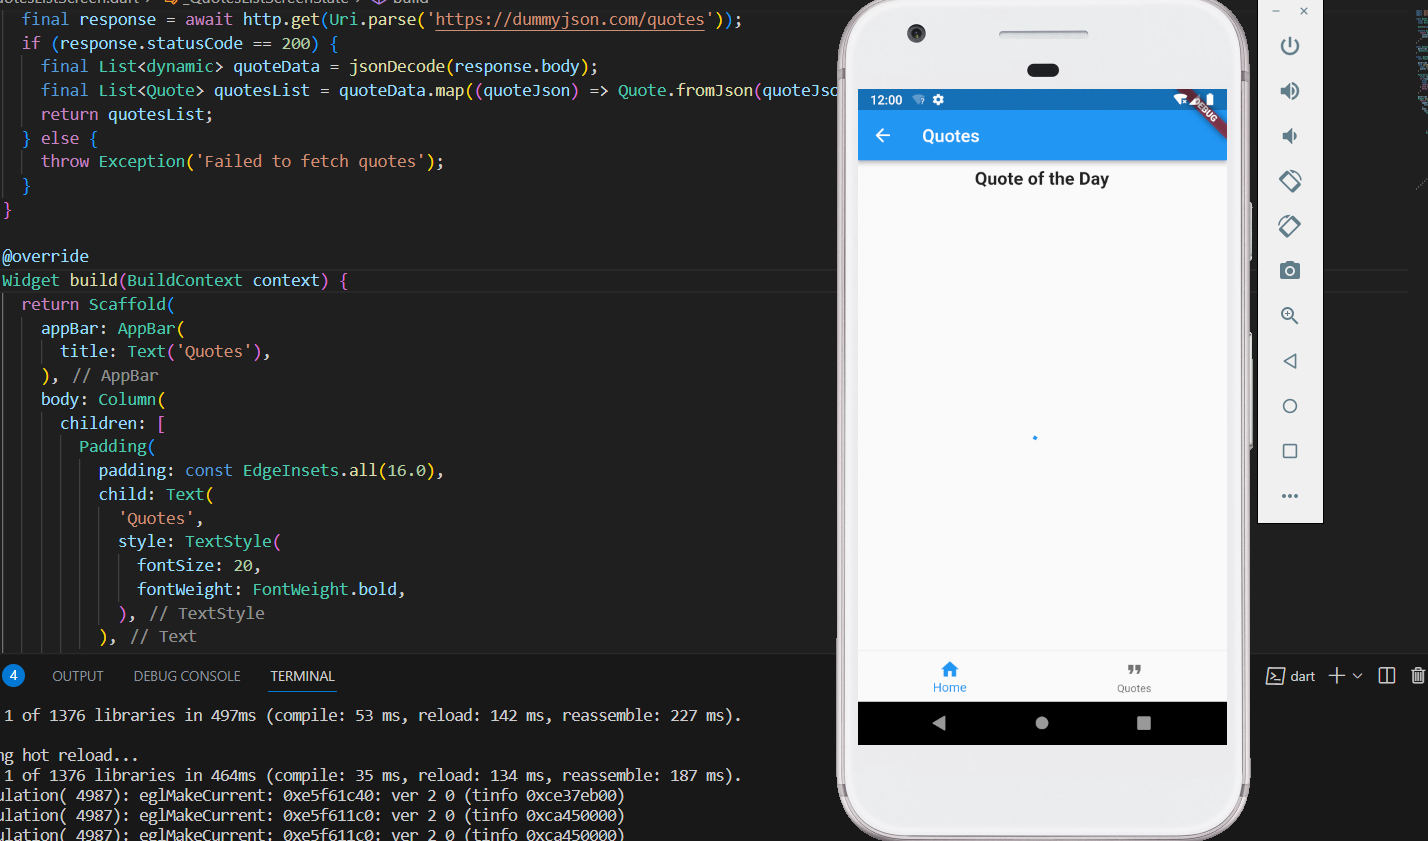 _QuotesListScreenState > build
final response = await http.get(Uri.parse('https://dummyjson.com/quotes'));
if (response.statusCode == 200) {
final List<dynamic> quoteData = jsonDecode(response.body);
final List<Quote> quotesList = quoteData.map((quoteJson) => Quote.fromJson(quoteJso
return quotesList;
} else {
throw Exception('Failed to fetch quotes');
}
}
@override
Widget build(BuildContext context) {
return Scaffold(
appBar: AppBar(
title: Text('Quotes'),
), // AppBar
body: Column(
children: [
Padding(
padding: const EdgeInsets.all(16.0),
child: Text(
'Quotes',
style: TextStyle(
fontSize: 20,
fontWeight: FontWeight.bold,
), // TextStyle
), // Text
4 OUTPUT DEBUG CONSOLE TERMINAL
dart
1 of 1376 libraries in 497ms (compile: 53 ms, reload: 142 ms, reassemble: 227 ms).
ng hot reload...
1 of 1376 libraries in 464ms (compile: 35 ms, reload: 134 ms, reassemble: 187 ms).
ulation( 4987): eglMakeCurrent: 0xe5f61c40: ver 2 0 (tinfo 0xce37eb00)
ulation( 4987): eglMakeCurrent: 0xe5f611c0: ver 2 0 (tinfo 0xca450000)
ulation( 4987): eglMakeCurrent: 0xe5f611c0: ver 2 0 (tinfo 0xca450000)
12:00
DEBUG
Quotes
Quote of the Day
Home
Quotes